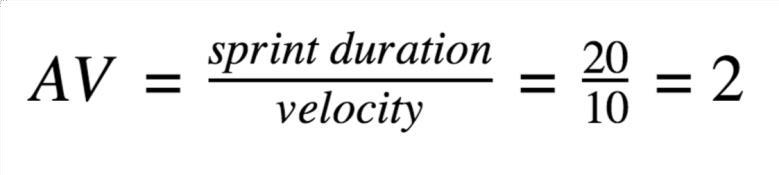 AV = sprint duration / velocity = 20 / 10 = 2